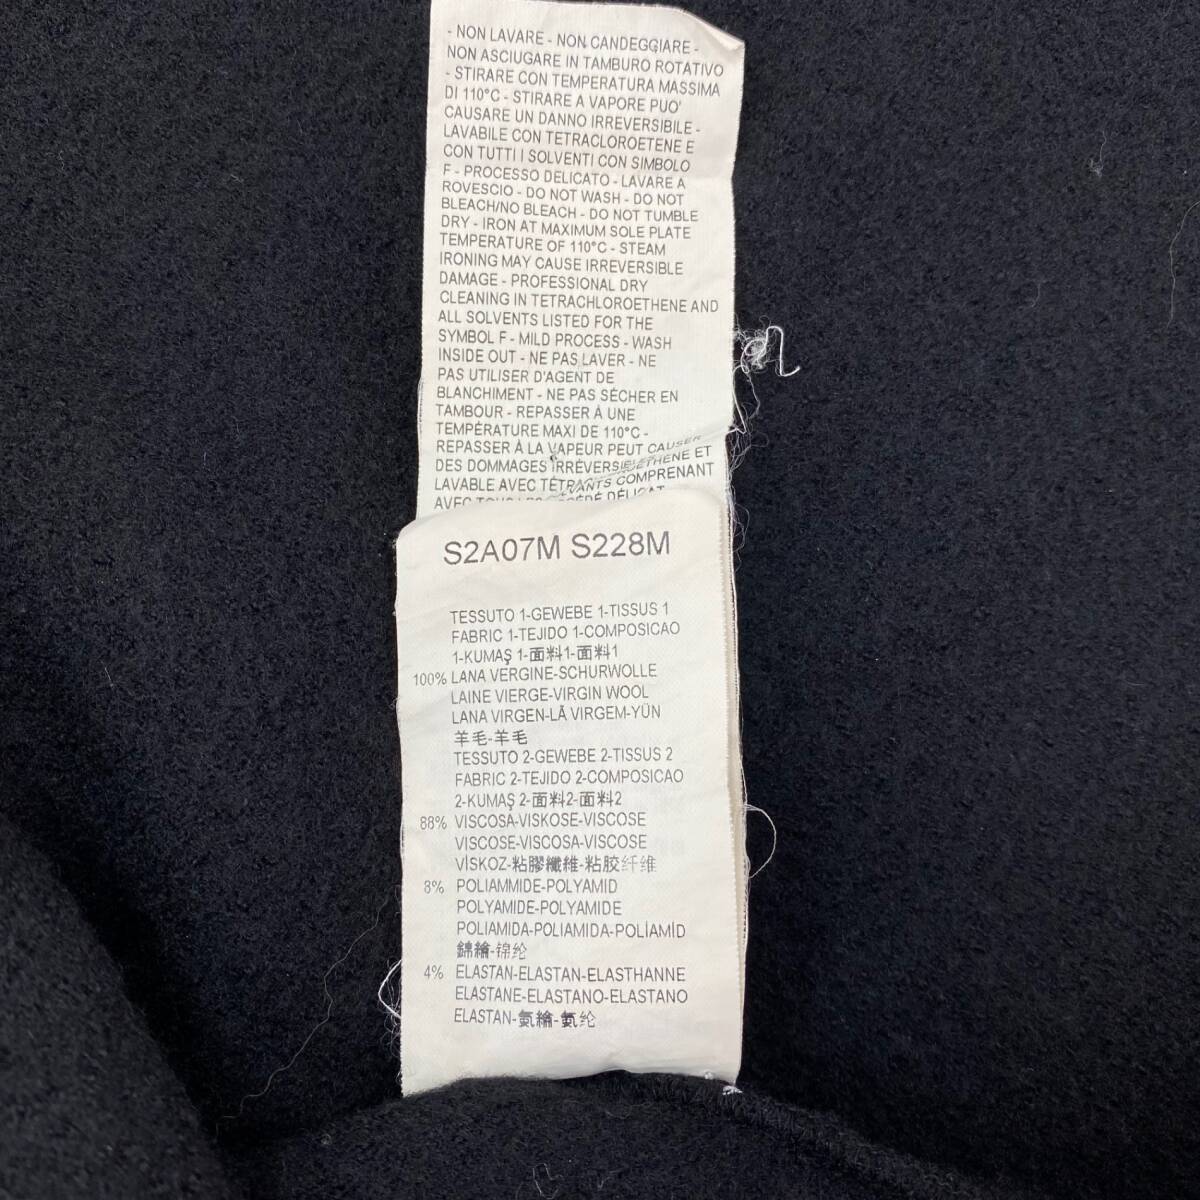 - NON LAVARE - NON CANDEGGIARE -
NON ASCIUGARE IN TAMBURO ROTATIVO
- STIRARE CON TEMPERATURA MASSIMA
DI 110°C - STIRARE A VAPORE PUO'
CAUSARE UN DANNO IRREVERSIBILE -
LAVABILE CON TETRACLOROETENE E
CON TUTTI I SOLVENTI CON SIMBOLO
F - PROCESSO DELICATO - LAVARE A
ROVESCIO - DO NOT WASH - DO NOT
BLEACH/NO BLEACH - DO NOT TUMBLE
DRY - IRON AT MAXIMUM SOLE PLATE
TEMPERATURE OF 110°C - STEAM
IRONING MAY CAUSE IRREVERSIBLE
DAMAGE - PROFESSIONAL DRY
CLEANING IN TETRACHLOROETHENE AND
ALL SOLVENTS LISTED FOR THE
SYMBOL F - MILD PROCESS - WASH
INSIDE OUT - NE PAS LAVER - NE
PAS UTILISER D'AGENT DE
BLANCHIMENT - NE PAS SÉCHER EN
TAMBOUR - REPASSER À UNE
TEMPÉRATURE MAXI DE 110°C -
REPASSER À LA VAPEUR PEUT CAUSER
DES DOMMAGES
LAVABLE AVEC
COMPRENANT
AVEC
S2A07M S228M
TESSUTO 1-GEWEBE 1-TISSUS 1
FABRIC 1-TEJIDO 1-COMPOSICAO
1-KUMAŞ 1-面料1-面料1
100% LANA VERGINE-SCHURWOLLE
LAINE VIERGE-VIRGIN WOOL
LANA VIRGEN-LÃ VIRGEM-YÜN
羊毛-羊毛
TESSUTO 2-GEWEBE 2-TISSUS 2
FABRIC 2-TEJIDO 2-COMPOSICAO
2-KUMAŞ 2-面料2-面料2
88% VISCOSA-VISKOSE-VISCOSE
VISCOSE-VISCOSA-VISCOSE
VİSKOZ-粘膠纖維-粘胶纤维
8% POLIAMMIDE-POLYAMID
POLYAMIDE-POLYAMIDE
POLIAMIDA-POLIAMIDA-POLİAMİD
錦綸-锦纶
4% ELASTAN-ELASTAN-ELASTHANNE
ELASTANE-ELASTANO-ELASTANO
ELASTAN-氨綸-氨纶